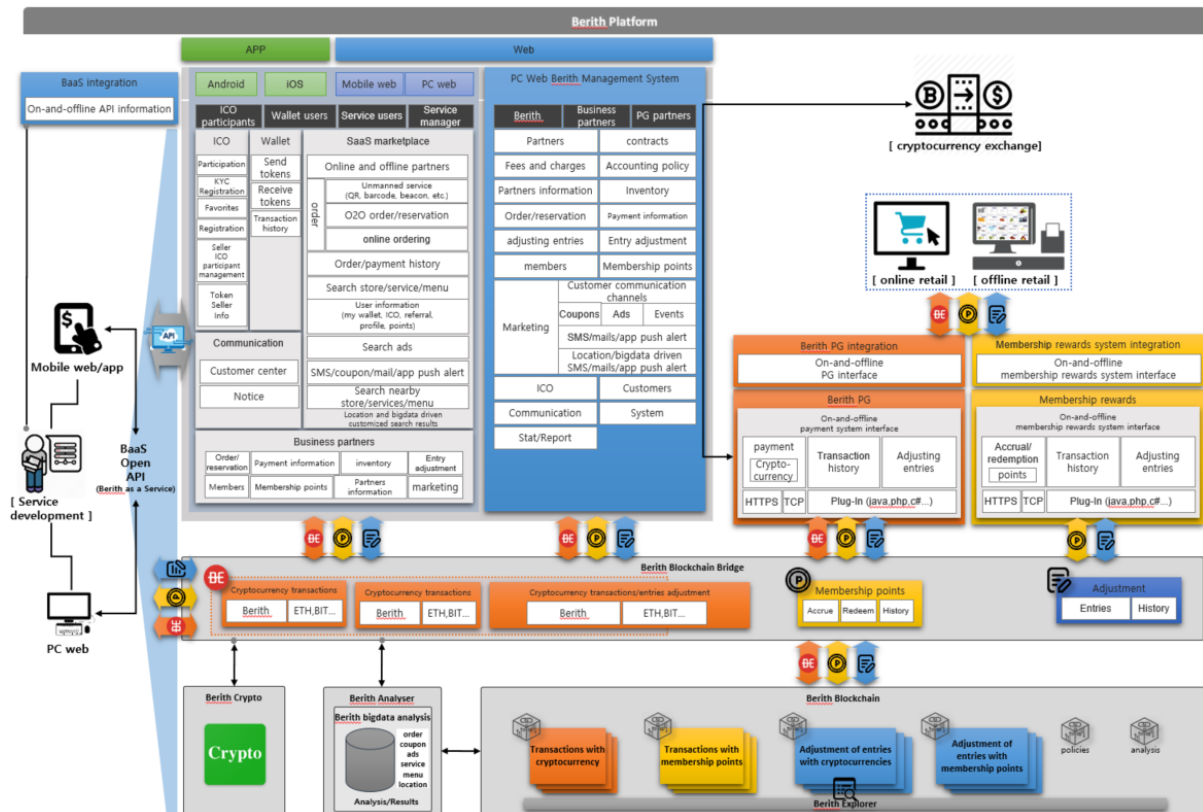 Berith Platform
APP
Web
BaaS integration
On-and-offline API information
Android
iOS
Mobile web
PC web
ICO
participants
Wallet users
Service users
Service
manager
ICO
Participation
KYC
Registration
Favorites
Registration
Seller
ICO
participant
management
Token
Seller
Info
Wallet
Send
tokens
Receive
tokens
Transaction
history
SaaS marketplace
Online and offline partners
order
Unmanned service
(QR, barcode, beacon, etc.)
O2O order/reservation
online ordering
Order/payment history
Search store/service/menu
User information
(my wallet, ICO, referral,
profile, points)
Search ads
SMS/coupon/mail/app push alert
Search nearby
store/services/menu
Location and bigdata driven
customized search results
Communication
Customer center
Notice
Business partners
Order/
reservation
Payment information
inventory
Entry
adjustment
Members
Membership points
Partners
information
marketing
PC Web Berith Management System
Berith
Business
partners
PG partners
Partners
contracts
Fees and charges
Accounting policy
Partners information
Inventory
Order/reservation
Payment information
adjusting entries
Entry adjustment
members
Membership points
Marketing
Customer communication
channels
Coupons
Ads
Events
SMS/mails/app push alert
Location/bigdata driven
SMS/mails/app push alert
ICO
Customers
Communication
System
Stat/Report
[ cryptocurrency exchange]
[ online retail ]
[ offline retail ]
Berith PG integration
On-and-offline
PG interface
Membership rewards system integration
On-and-offline
membership rewards system interface
Berith PG
On-and-offline
payment system interface
payment
Crypto-
currency
Transaction
history
Adjusting
entries
HTTPS
TCP
Plug-In (java,php,c#...)
Membership rewards
On-and-offline
membership rewards system interface
Accrual/
redemption
points
Transaction
history
Adjusting
entries
HTTPS
TCP
Plug-In (java,php,c#...)
API
Mobile web/app
[ Service
development ]
BaaS
Open
API
(Berith as a Service)
PC web
Berith Blockchain Bridge
Cryptocurrency transactions
Berith
ETH,BIT...
Cryptocurrency transactions
Berith
ETH,BIT...
Cryptocurrency transactions/entries adjustment
Berith
ETH,BIT...
Membership points
Accrue
Redeem
History
Adjustment
Entries
History
Berith Crypto
Crypto
Berith Analyser
Berith bigdata analysis
order
coupon
ads
service
menu
location
Analysis/Results
Berith Blockchain
Transactions with
cryptocurrency
Transactions with
membership points
Adjustment of entries
with cryptocurrencies
Adjustment of
entries with
membership points
policies
analysis
Berith Explorer